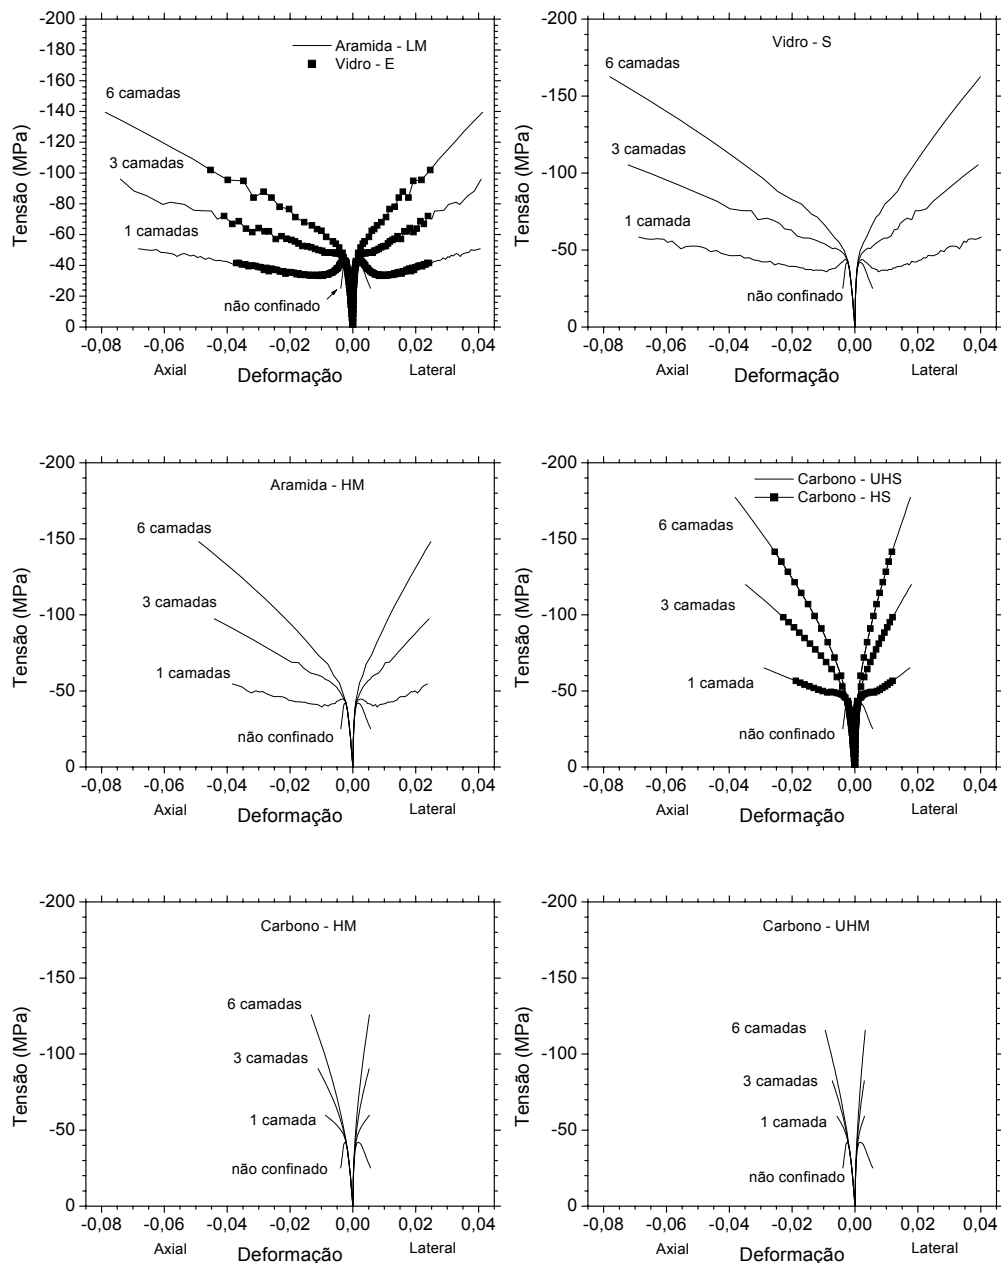 -200
-180
-160
-140
-120
-100
-80
-60
-40
-20
0
Tensão (MPa)
Aramida - LM
Vidro - E
6 camadas
3 camadas
1 camadas
não confinado
-0,08 -0,06 -0,04 -0,02 0,00 0,02 0,04
Axial Deformação Lateral
-200
-150
-100
-50
0
Tensão (MPa)
Vidro - S
6 camadas
3 camadas
1 camada
não confinado
-0,08 -0,06 -0,04 -0,02 0,00 0,02 0,04
Axial Deformação Lateral
-200
-150
-100
-50
0
Tensão (MPa)
Aramida - HM
6 camadas
3 camadas
1 camadas
não confinado
-0,08 -0,06 -0,04 -0,02 0,00 0,02 0,04
Axial Deformação Lateral
-200
-150
-100
-50
0
Tensão (MPa)
Carbono - UHS
Carbono - HS
6 camadas
3 camadas
1 camada
não confinado
-0,08 -0,06 -0,04 -0,02 0,00 0,02 0,04
Axial Deformação Lateral
-200
-150
-100
-50
0
Tensão (MPa)
Carbono - HM
6 camadas
3 camadas
1 camada
não confinado
-0,08 -0,06 -0,04 -0,02 0,00 0,02 0,04
Axial Deformação Lateral
-200
-150
-100
-50
0
Tensão (MPa)
Carbono - UHM
6 camadas
3 camadas
1 camada
não confinado
-0,08 -0,06 -0,04 -0,02 0,00 0,02 0,04
Axial Deformação Lateral